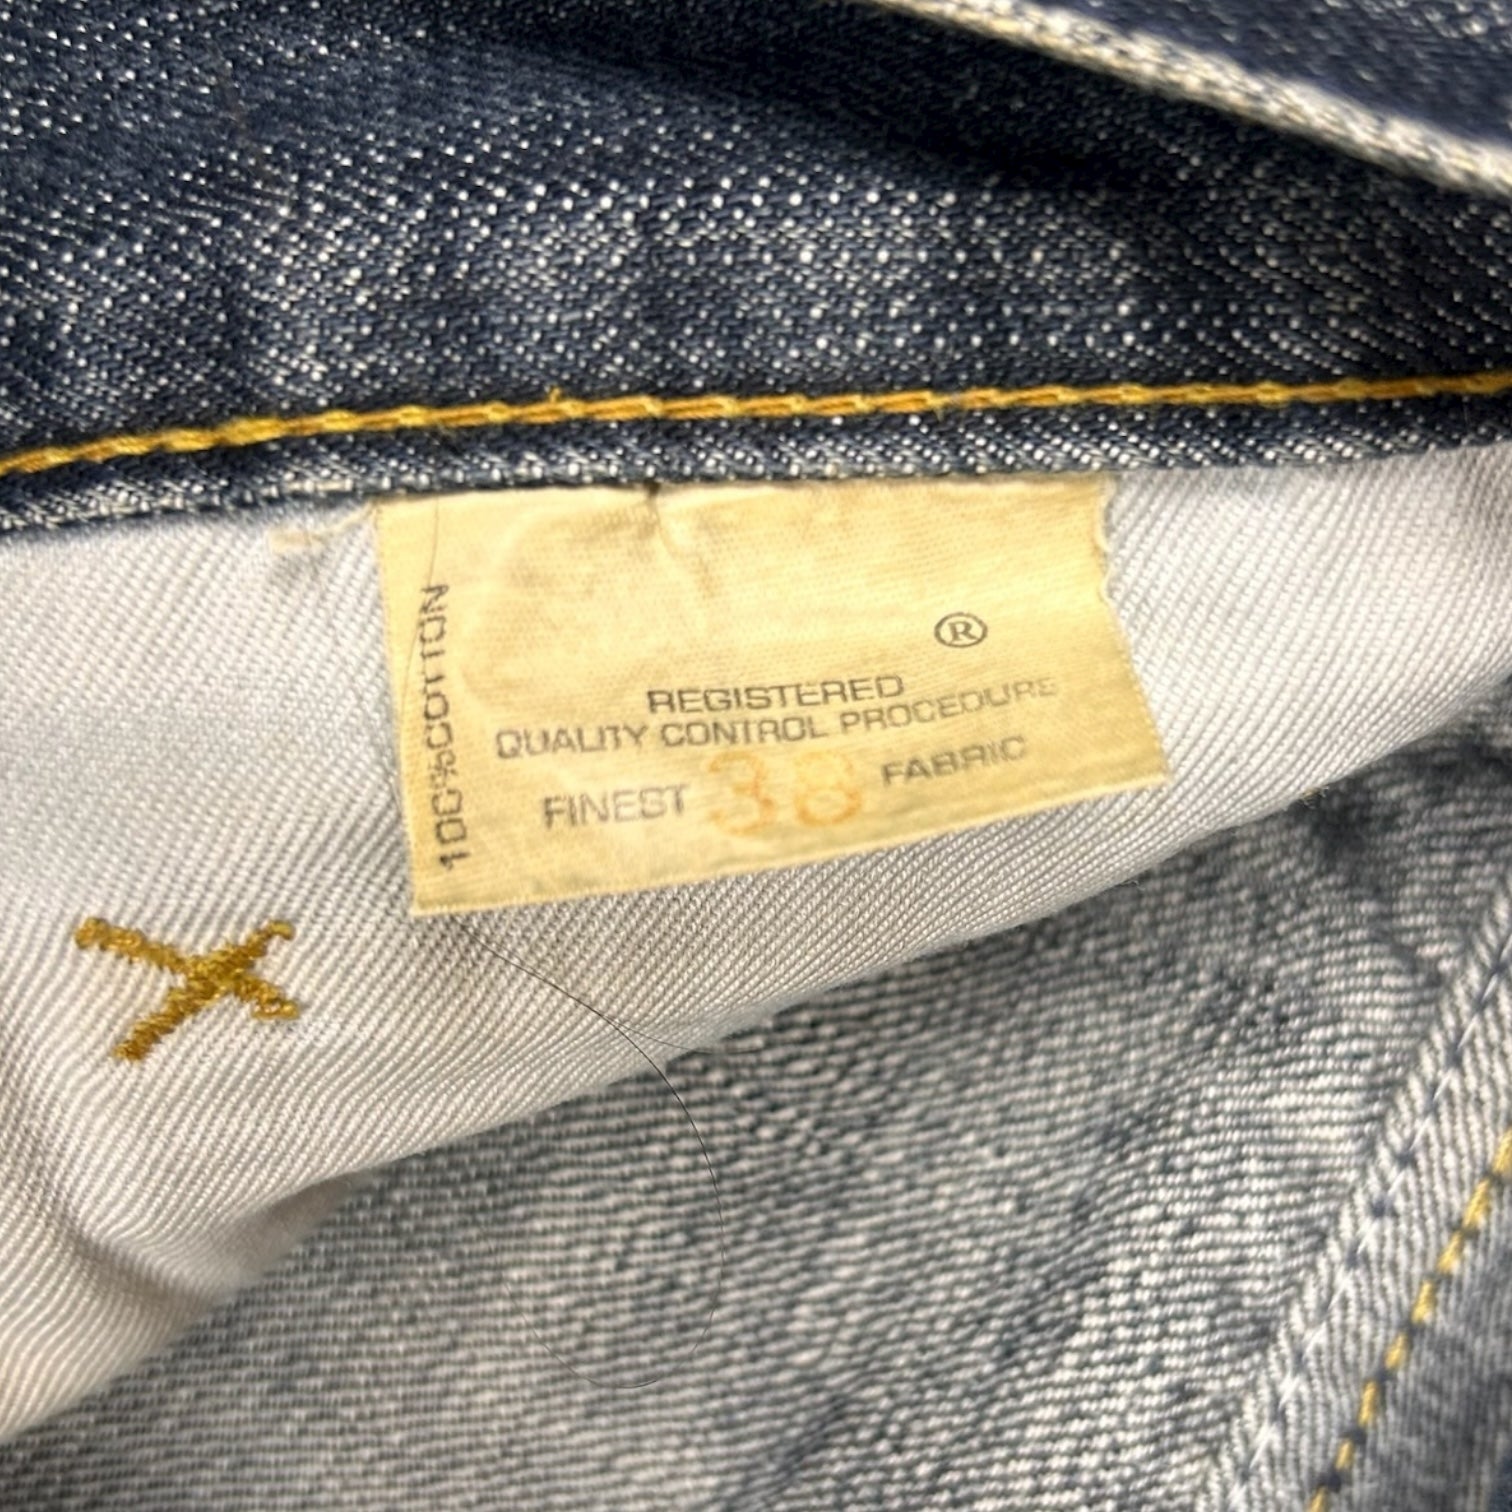 100%COTTON
®
REGISTERED
QUALITY CONTROL PROCEDURE
FINEST 38 FABRIC